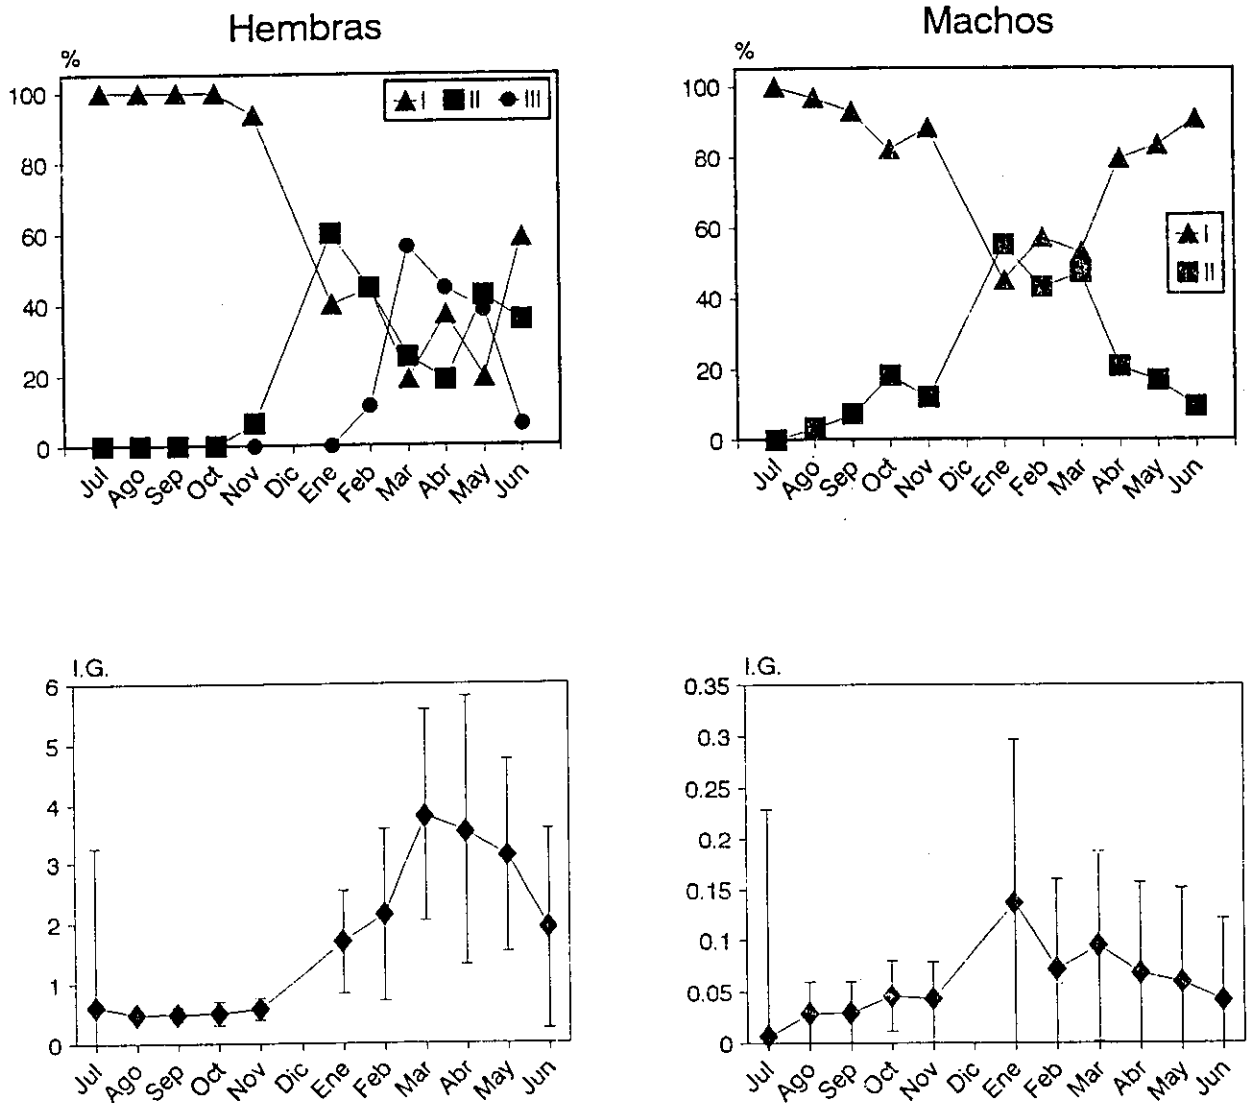 Hembras
%
100
80
60
40
20
0
I II III
Jul Ago Sep Oct Nov Dic Ene Feb Mar Abr May Jun
Machos
%
100
80
60
40
20
0
I
II
Jul Ago Sep Oct Nov Dic Ene Feb Mar Abr May Jun
I.G.
6
5
4
3
2
1
0
Jul Ago Sep Oct Nov Dic Ene Feb Mar Abr May Jun
I.G.
0.35
0.3
0.25
0.2
0.15
0.1
0.05
0
Jul Ago Sep Oct Nov Dic Ene Feb Mar Abr May Jun